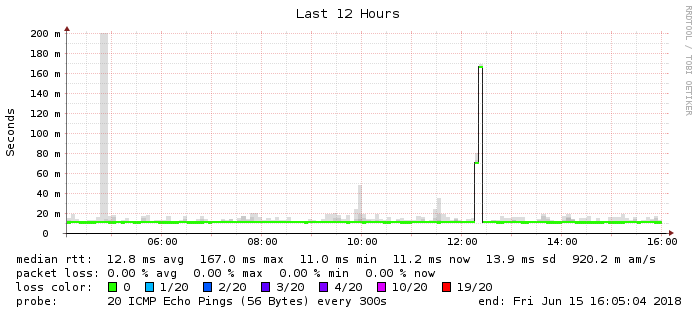 Last 12 Hours
RRDTOOL / TOBI OETIKER
Seconds
200 m
180 m
160 m
140 m
120 m
100 m
80 m
60 m
40 m
20 m
0
06:00 08:00 10:00 12:00 14:00 16:00
median rtt: 12.8 ms avg 167.0 ms max 11.0 ms min 11.2 ms now 13.9 ms sd 920.2 m am/s
packet loss: 0.00 % avg 0.00 % max 0.00 % min 0.00 % now
loss color: 0 1/20 2/20 3/20 4/20 10/20 19/20
probe: 20 ICMP Echo Pings (56 Bytes) every 300s end: Fri Jun 15 16:05:04 2018